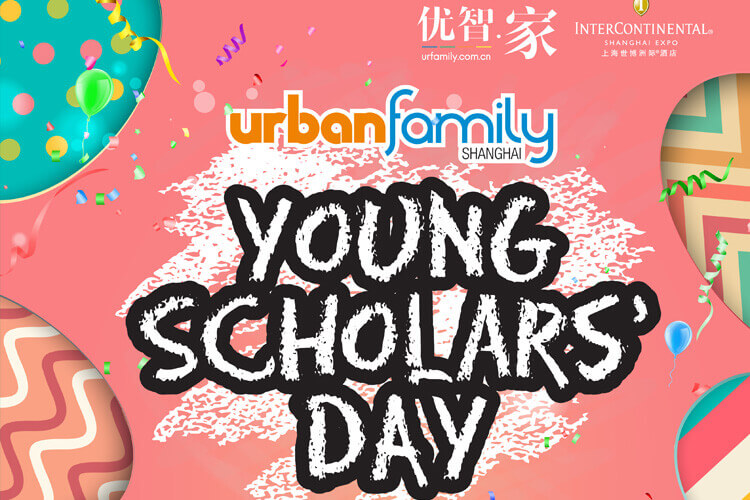 优智·家
urfamily.com.cn
INTERCONTINENTAL®
SHANGHAI EXPO
上海世博洲际®酒店
urbanfamily
SHANGHAI
YOUNG
SCHOLARS'
DAY